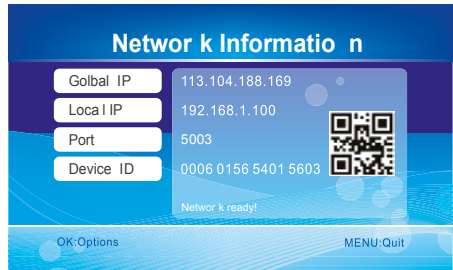 Networ k Informatio n
Golbal IP 113.104.188.169
Loca l IP 192.168.1.100
Port 5003
Device ID 0006 0156 5401 5603
Networ k ready!
OK:Options MENU:Quit